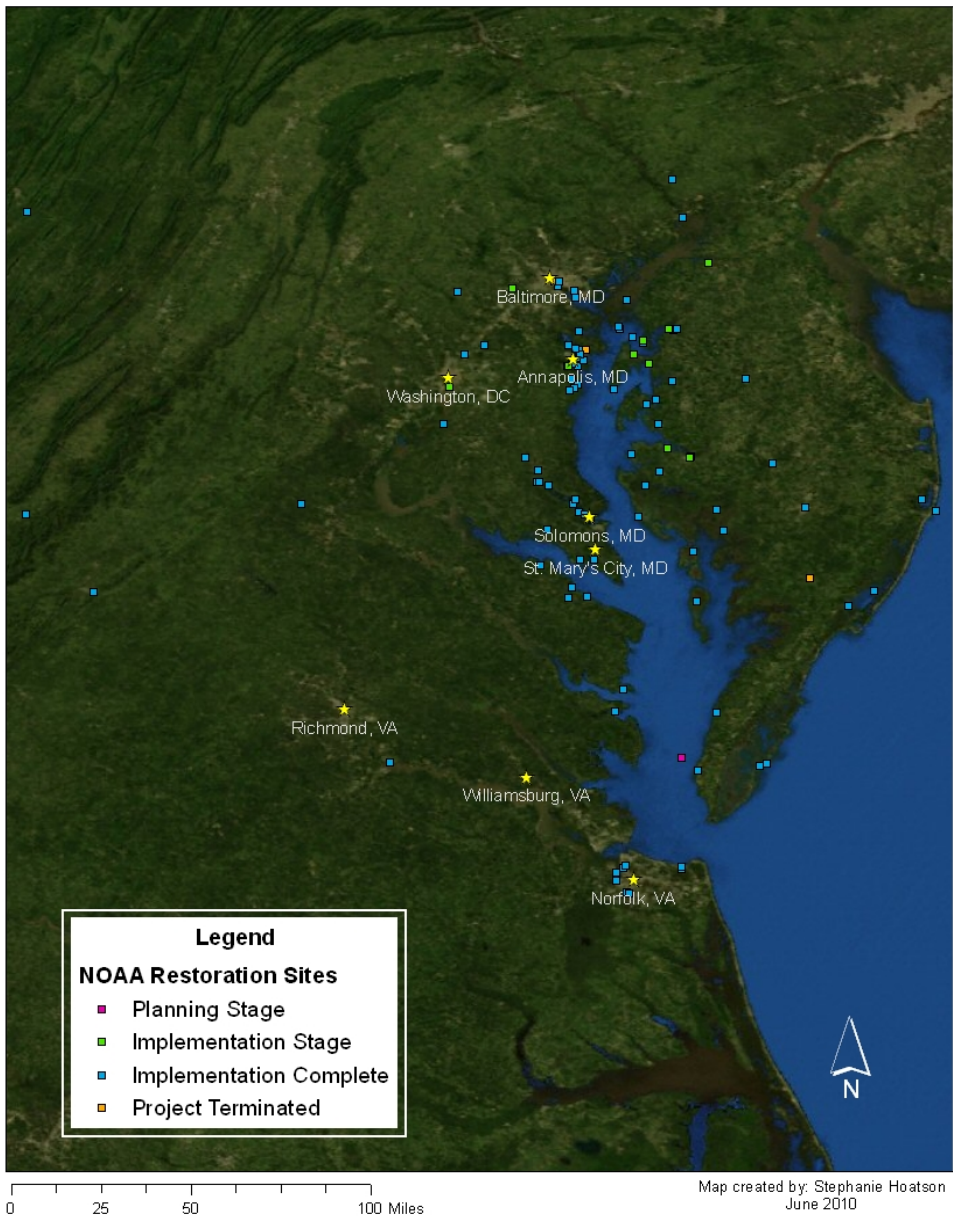 Baltimore, MD
Annapolis, MD
Washington, DC
Solomons, MD
St. Mary's City, MD
Richmond, VA
Williamsburg, VA
Norfolk, VA
Legend
NOAA Restoration Sites
Planning Stage
Implementation Stage
Implementation Complete
Project Terminated
N
0 25 50 100 Miles
Map created by: Stephanie Hoatson
June 2010